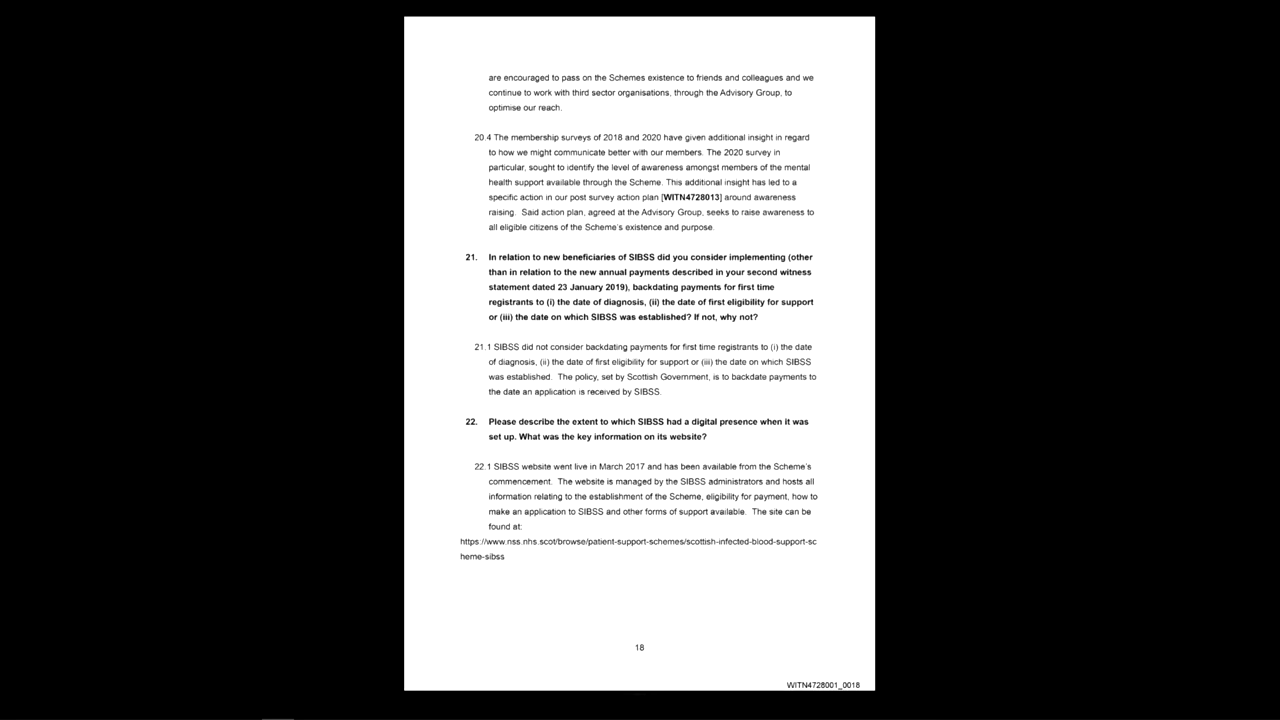 are encouraged to pass on the Schemes existence to friends and colleagues and we
continue to work with third sector organisations, through the Advisory Group, to
optimise our reach.
20.4 The membership surveys of 2018 and 2020 have given additional insight in regard
to how we might communicate better with our members. The 2020 survey in
particular, sought to identify the level of awareness amongst members of the mental
health support available through the Scheme. This additional insight has led to a
specific action in our post survey action plan [WITN4728013] around awareness
raising.  Said action plan, agreed at the Advisory Group, seeks to raise awareness to
all eligible citizens of the Scheme's existence and purpose.
21. In relation to new beneficiaries of SIBSS did you consider implementing (other
than in relation to the new annual payments described in your second witness
statement dated 23 January 2019), backdating payments for first time
registrants to (i) the date of diagnosis, (ii) the date of first eligibility for support
or (iii) the date on which SIBSS was established? If not, why not?
21.1 SIBSS did not consider backdating payments for first time registrants to (i) the date
of diagnosis, (ii) the date of first eligibility for support or (iii) the date on which SIBSS
was established.  The policy, set by Scottish Government, is to backdate payments to
the date an application is received by SIBSS.
22. Please describe the extent to which SIBSS had a digital presence when it was
set up. What was the key information on its website?
22.1 SIBSS website went live in March 2017 and has been available from the Scheme's
commencement.  The website is managed by the SIBSS administrators and hosts all
information relating to the establishment of the Scheme, eligibility for payment, how to
make an application to SIBSS and other forms of support available.  The site can be
found at:
https://www.nss.nhs.scot/browse/patient-support-schemes/scottish-infected-blood-support-sc
heme-sibss
18
WITN4728001_0018